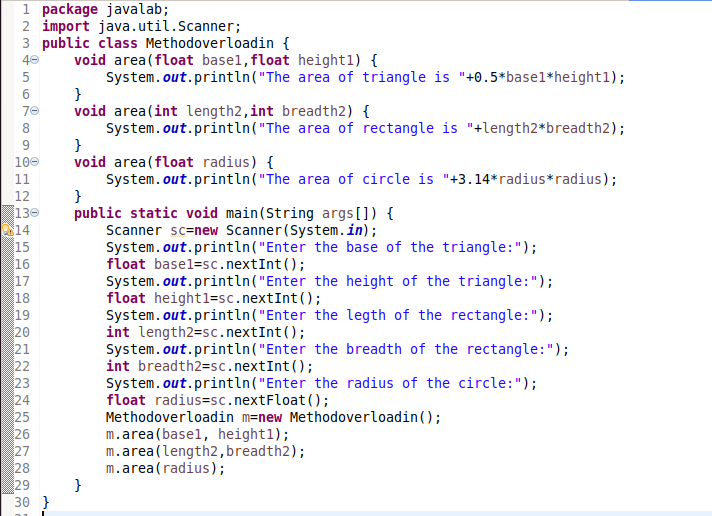 1 package javalab;
2 import java.util.Scanner;
3 public class Methodoverloadin {
4 void area(float base1,float height1) {
5 System.out.println("The area of triangle is "+0.5*base1*height1);
6 }
7 void area(int length2,int breadth2) {
8 System.out.println("The area of rectangle is "+length2*breadth2);
9 }
10 void area(float radius) {
11 System.out.println("The area of circle is "+3.14*radius*radius);
12 }
13 public static void main(String args[]) {
14 Scanner sc=new Scanner(System.in);
15 System.out.println("Enter the base of the triangle:");
16 float base1=sc.nextInt();
17 System.out.println("Enter the height of the triangle:");
18 float height1=sc.nextInt();
19 System.out.println("Enter the legth of the rectangle:");
20 int length2=sc.nextInt();
21 System.out.println("Enter the breadth of the rectangle:");
22 int breadth2=sc.nextInt();
23 System.out.println("Enter the radius of the circle:");
24 float radius=sc.nextFloat();
25 Methodoverloadin m=new Methodoverloadin();
26 m.area(base1, height1);
27 m.area(length2,breadth2);
28 m.area(radius);
29 }
30 }